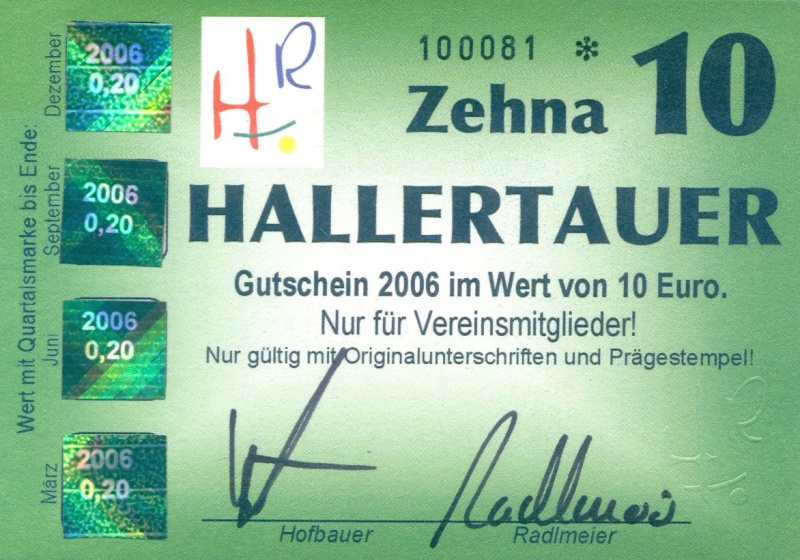 Wert mit Quartalsmarke bis Ende:
Dezember
2006
0,20
September
2006
0,20
Juni
2006
0,20
März
2006
0,20
HR
100081 * 10
Zehna
HALLERTAUER
Gutschein 2006 im Wert von 10 Euro.
Nur für Vereinsmitglieder!
Nur gültig mit Originalunterschriften und Prägestempel!
Radlmeier
Hofbauer Radlmeier